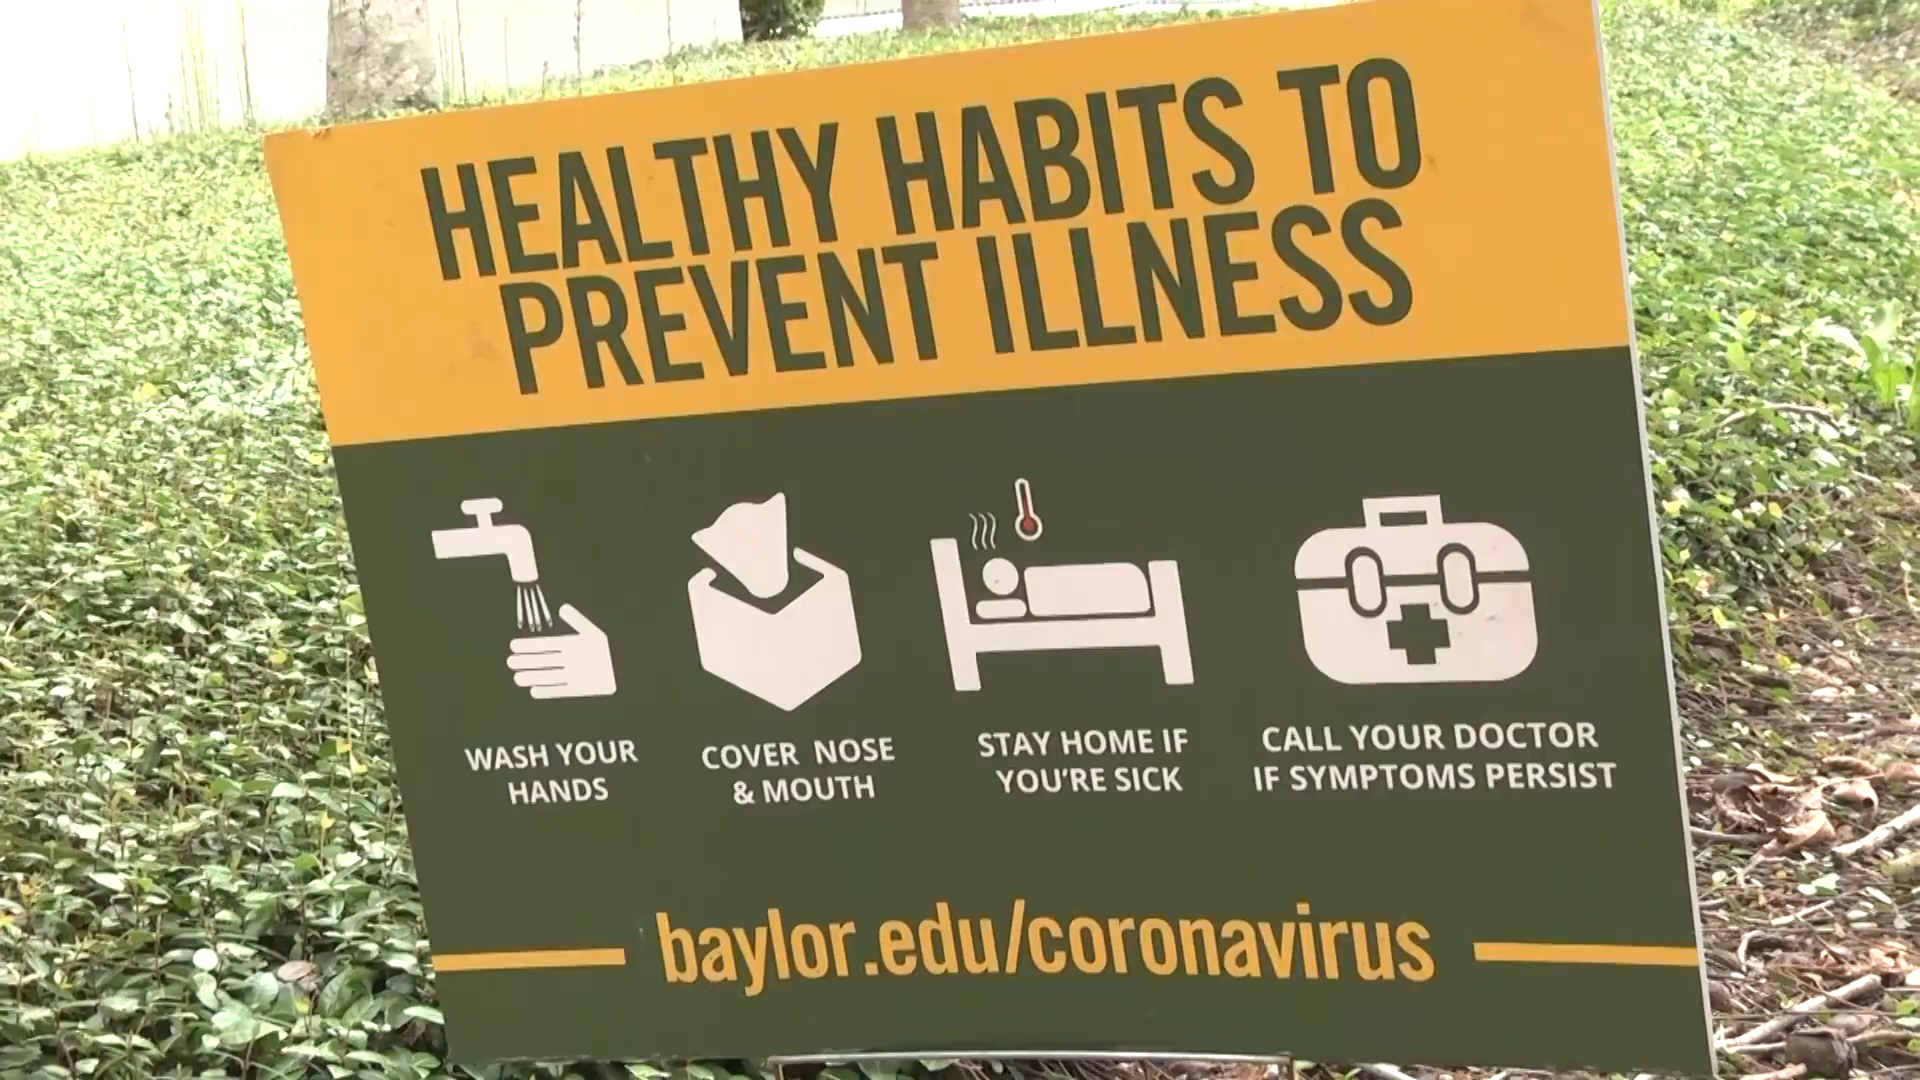 HEALTHY HABITS TO
PREVENT ILLNESS
WASH YOUR
HANDS
COVER NOSE
& MOUTH
STAY HOME IF
YOU'RE SICK
CALL YOUR DOCTOR
IF SYMPTOMS PERSIST
baylor.edu/coronavirus